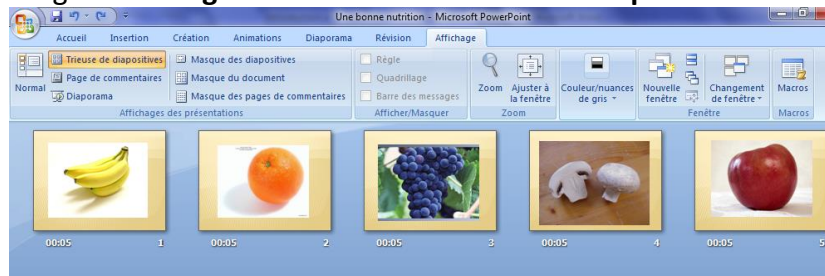 Une bonne nutrition - Microsoft PowerPoint
Accueil Insertion Création Animations Diaporama Révision Affichage
Normal
Trieuse de diapositives
Page de commentaires
Diaporama
Masque des diapositives
Masque du document
Masque des pages de commentaires
Affichages des présentations
Règle
Quadrillage
Barre des messages
Afficher/Masquer
Zoom
Ajuster à
la fenêtre
Zoom
Couleur/nuances
de gris
Nouvelle
fenêtre
Changement
de fenêtre
Fenêtre
Macros
Macros
00:05 1
00:05 2
00:05 3
00:05 4
00:05 5